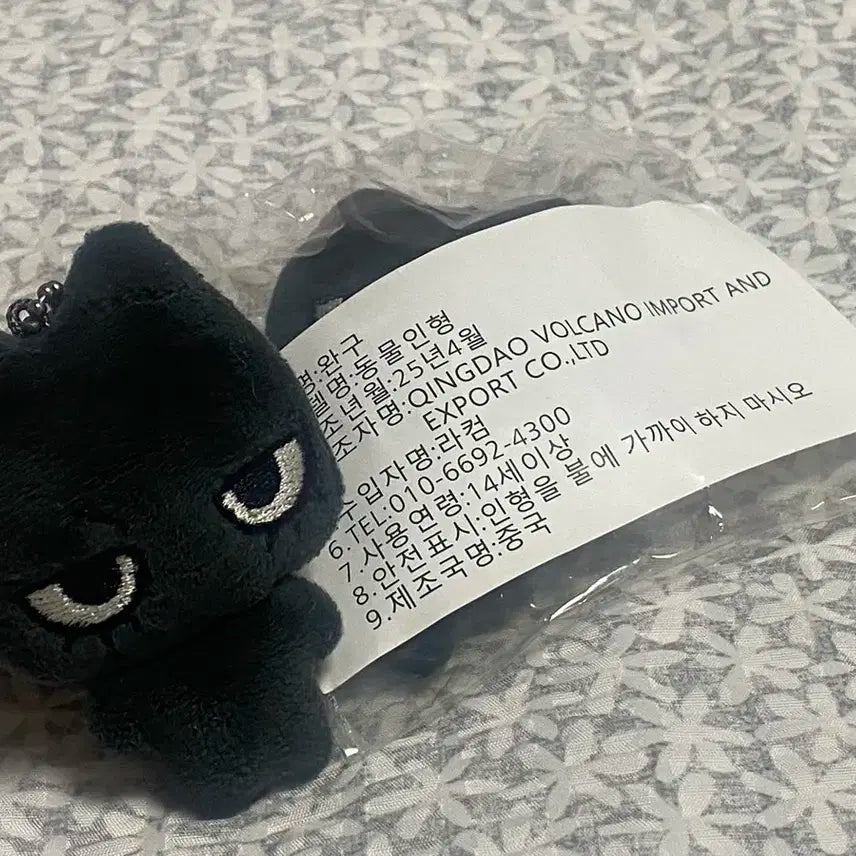 명:완구
델명:동물인형
조년월:25년4월
조자명:QINGDAO VOLCANO IMPORT AND
EXPORT CO.,LTD
수입자명:라컴
6.TEL:010-6692-4300
7.사용연령:14세이상
8.안전표시:인형을 불에 가까이 하지 마시오
9.제조국명:중국